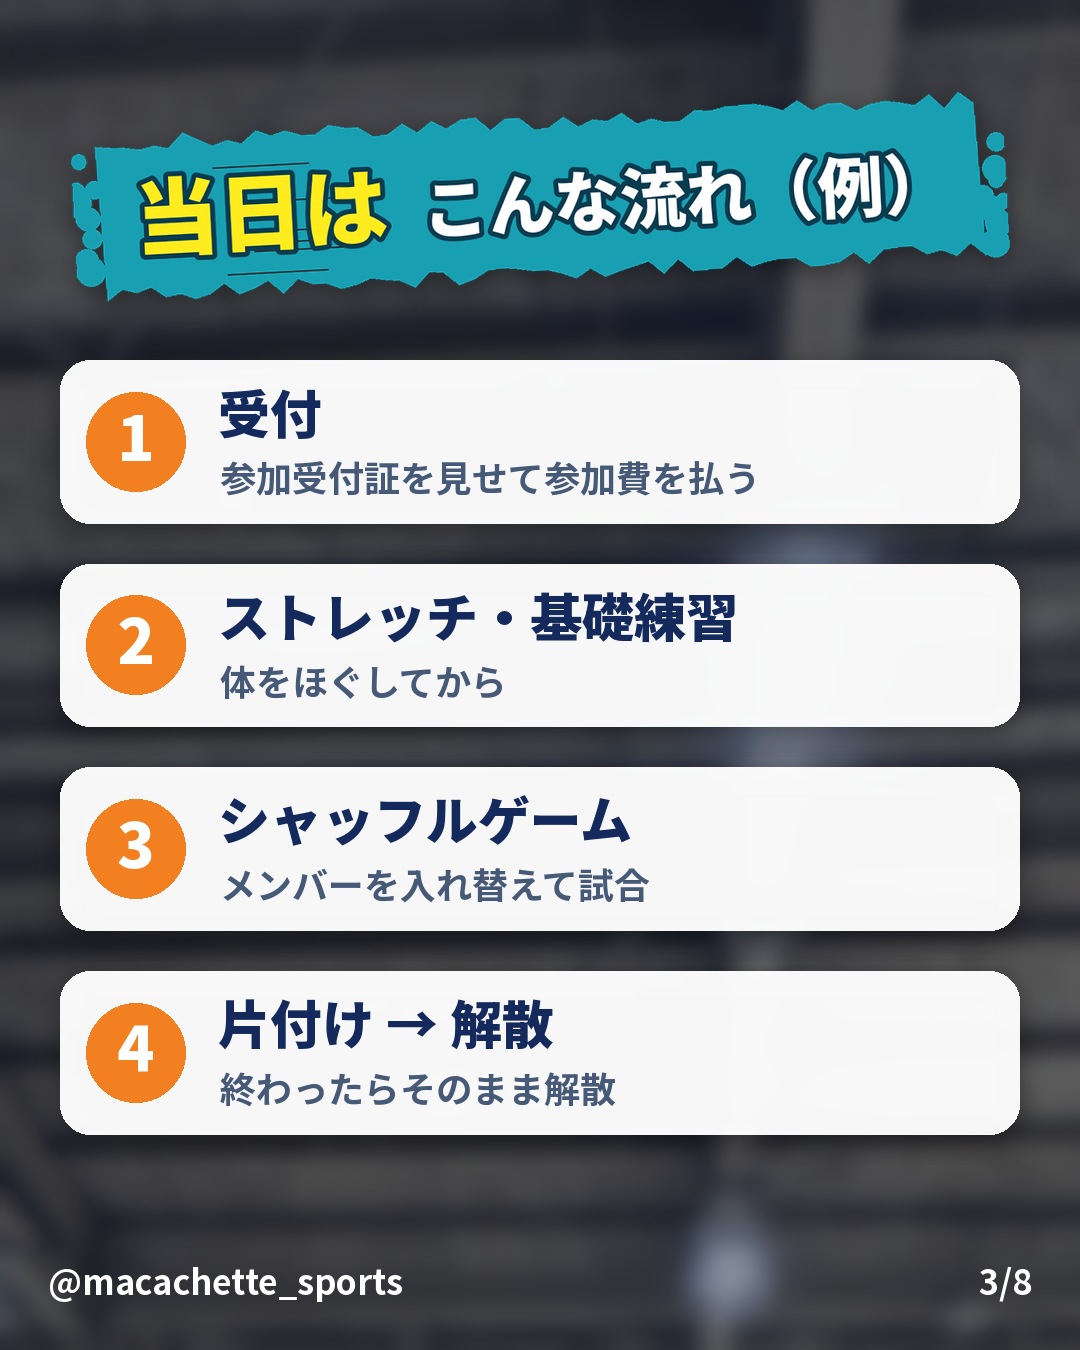 当日は こんな流れ（例）
1
受付
参加受付証を見せて参加費を払う
2
ストレッチ・基礎練習
体をほぐしてから
3
シャッフルゲーム
メンバーを入れ替えて試合
4
片付け → 解散
終わったらそのまま解散
@macachette_sports
3/8